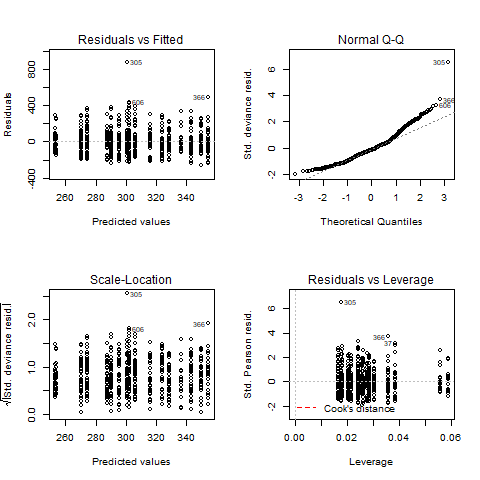 Residuals vs Fitted
Residuals
-400 0 400 800
305
606
366
260 280 300 320 340
Predicted values
Normal Q-Q
Std. deviance resid.
-2 0 2 4 6
305
366
606
-3 -2 -1 0 1 2 3
Theoretical Quantiles
Scale-Location
√|Std. deviance resid.|
0.0 1.0 2.0
305
606
366
260 280 300 320 340
Predicted values
Residuals vs Leverage
Std. Pearson resid.
-2 0 2 4 6
305
366
37
Cook's distance
0.00 0.02 0.04 0.06
Leverage